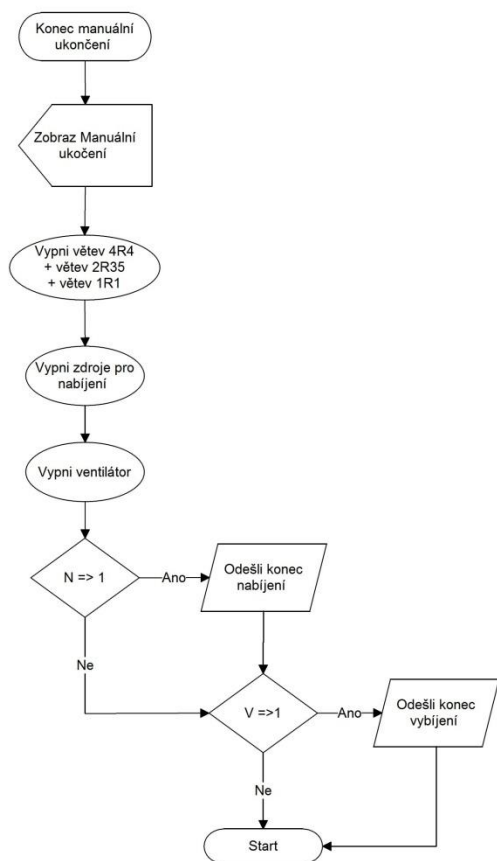 Konec manuální
ukončení
Zobraz Manuální
ukočení
Vypni větev 4R4
+ větev 2R35
+ větev 1R1
Vypni zdroje pro
nabíjení
Vypni ventilátor
N => 1
Ano
Odešli konec
nabíjení
Ne
V =>1
Ano
Odešli konec
vybíjení
Ne
Start